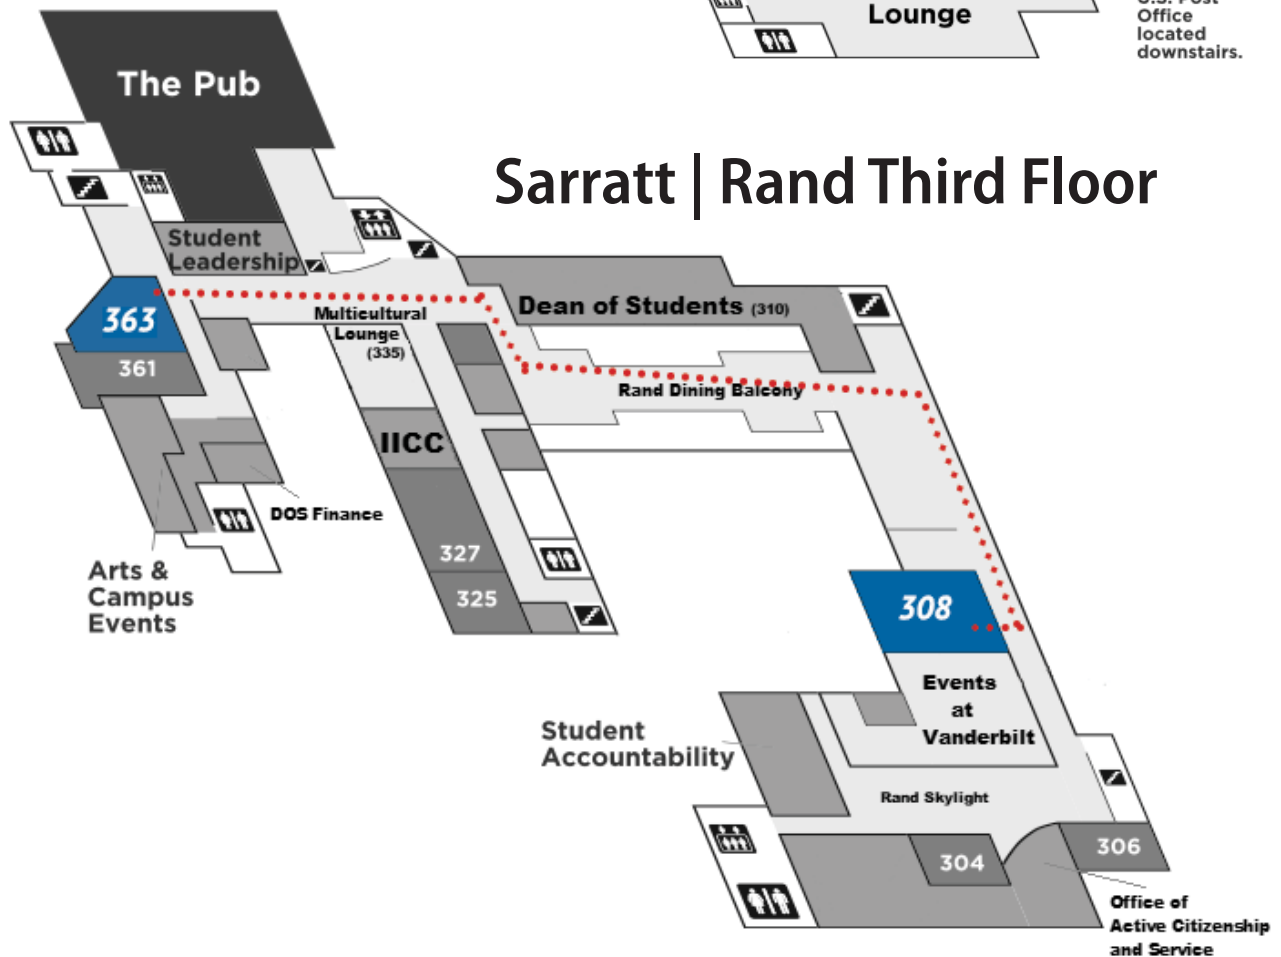 Lounge
U.S. Post
Office
located
downstairs.
The Pub
Sarratt | Rand Third Floor
Student
Leadership
363
361
Multicultural
Lounge
(335)
Dean of Students (310)
Rand Dining Balcony
IICC
DOS Finance
327
325
Arts &
Campus
Events
308
Events
at
Vanderbilt
Student
Accountability
Rand Skylight
304
306
Office of
Active Citizenship
and Service